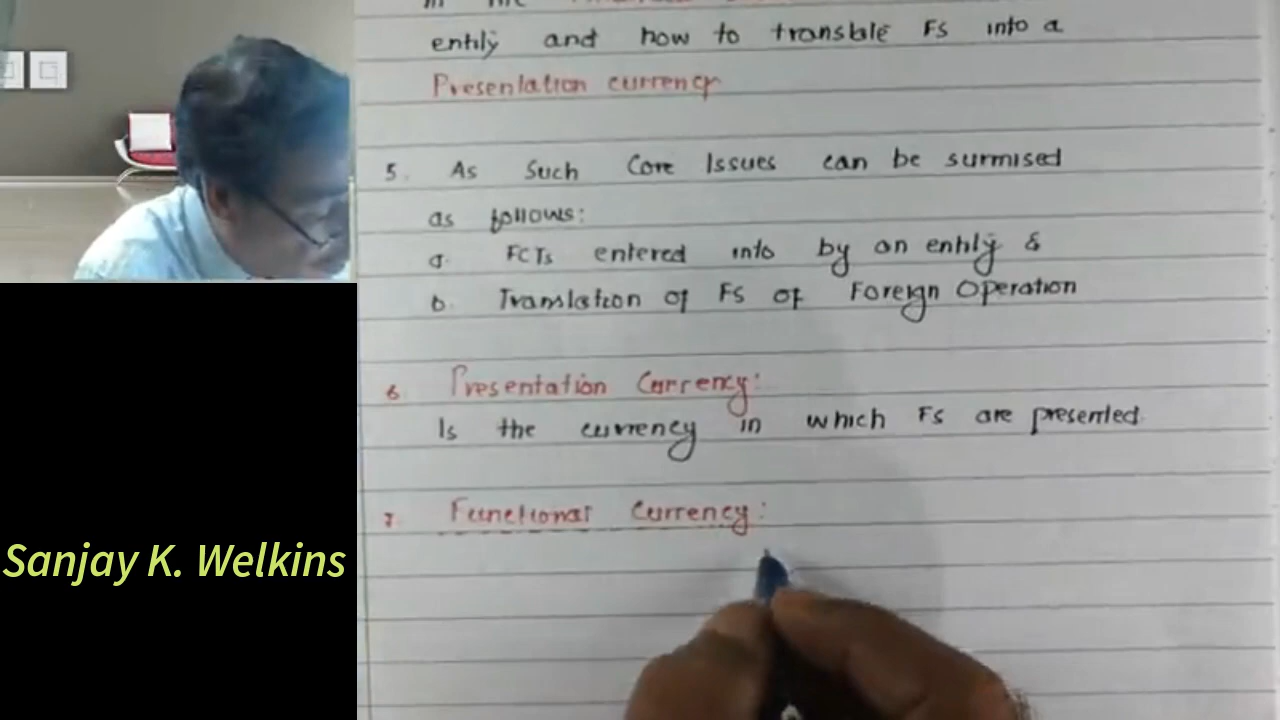 entity and how to translate FS into a
Presentation currency
5. As Such Core Issues can be surmised
as follows:
a. FCTs entered into by an entity &
b. Translation of FS of Foreign Operation
6 Presentation Currency:
Is the currency in which FS are presented.
7. Functional Currency:
Sanjay K. Welkins